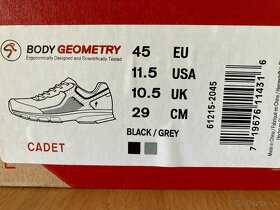 BODY GEOMETRY
Ergonomically Designed and Scientifically Tested
45 EU
11.5 USA
10.5 UK
29 CM
BLACK / GREY
CADET
61215-2045
7 19676 11431 6